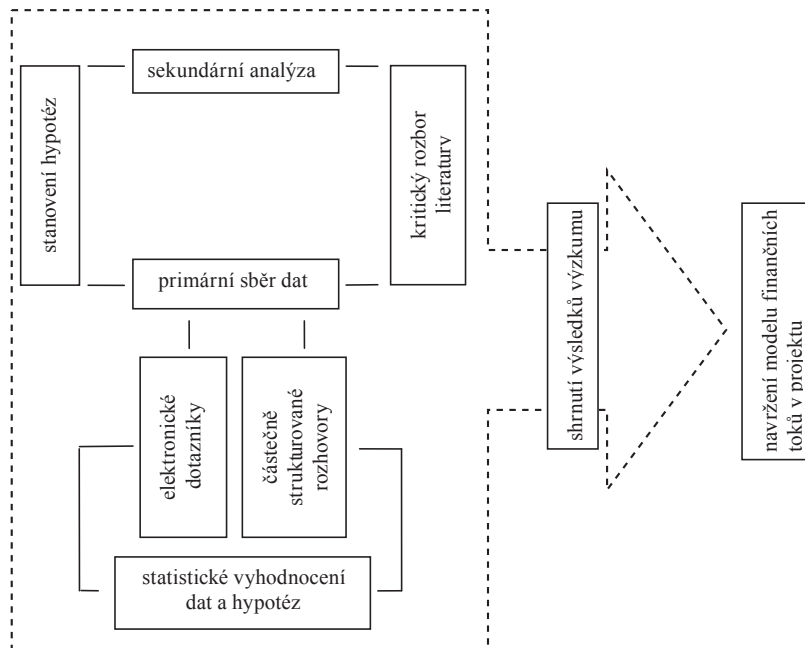 sekundární analýza
stanovení hypotéz
kritický rozbor
literaturv
primární sběr dat
elektronické
dotazníky
částečně
strukturované
rozhovory
statistické vyhodnocení
dat a hypotéz
shrnutí výsledků výzkumu
navržení modelu finančních
toků v projektu